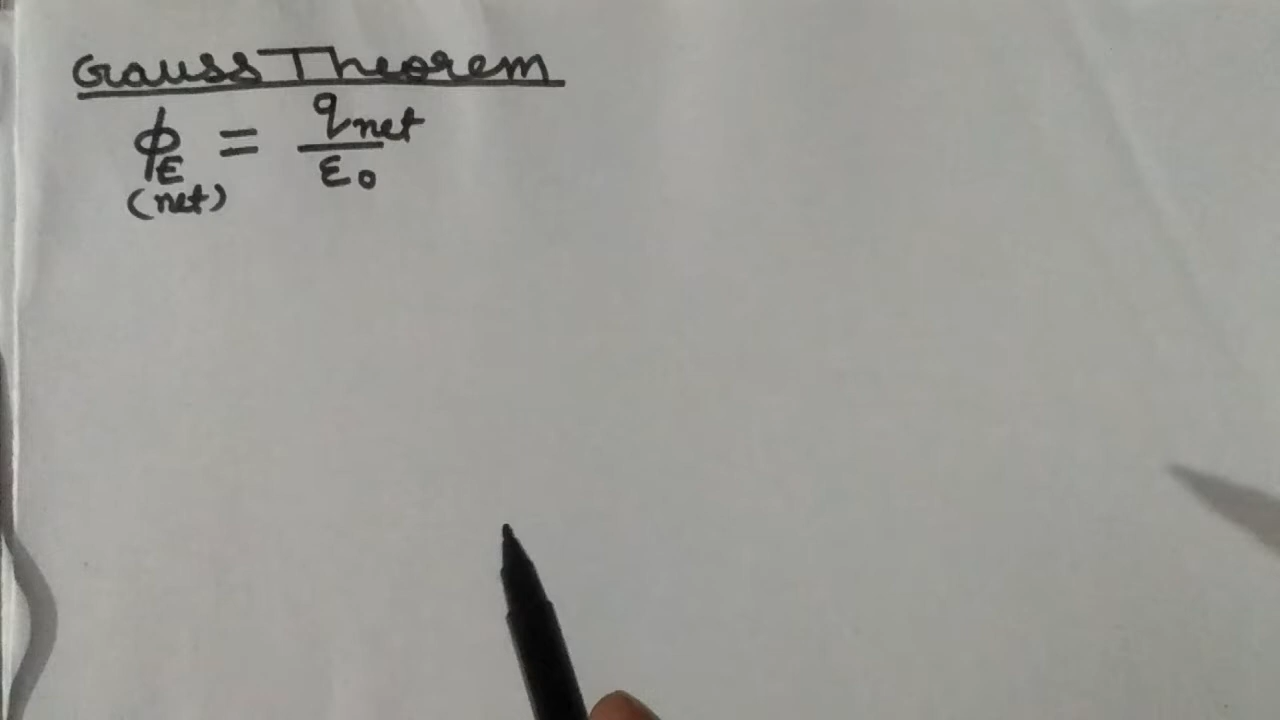 Gauss Theorem
ϕE = qnet/ε0
(net)